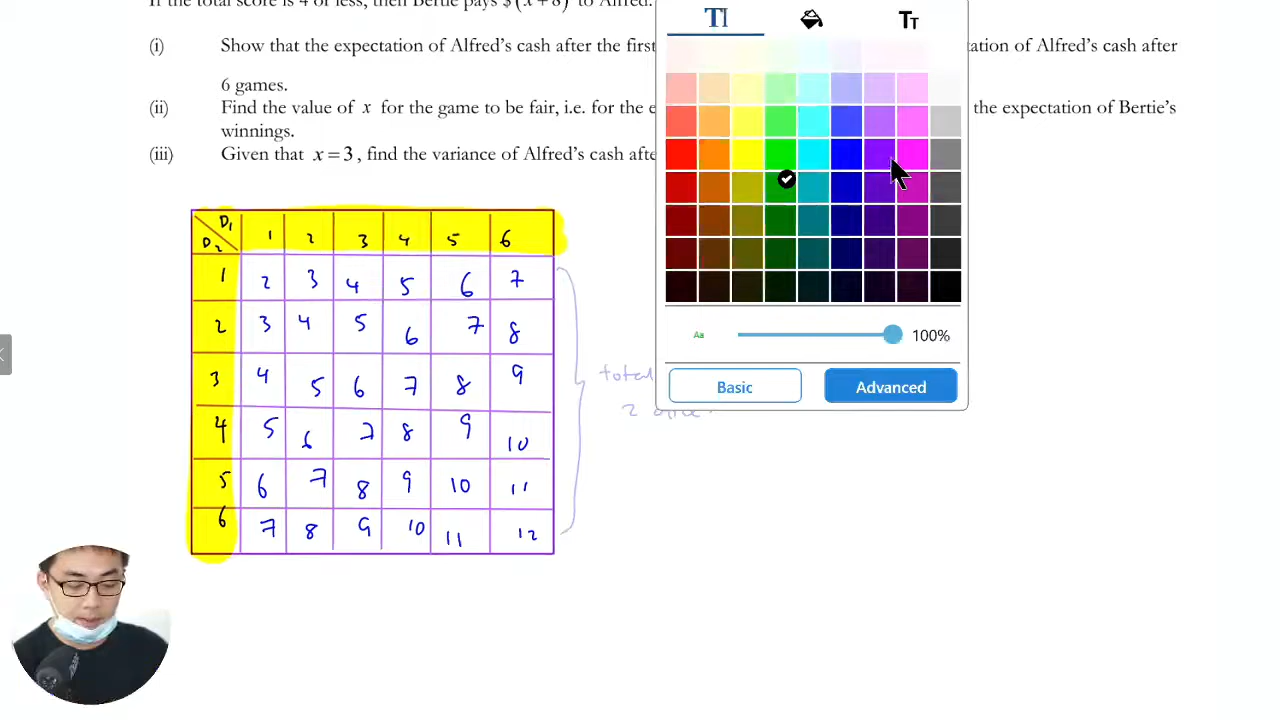 If the total score is 4 or less, then Bertie pays $(x+8) to Alfred.
(i) Show that the expectation of Alfred's cash after the first
tation of Alfred's cash after
6 games.
(ii) Find the value of x for the game to be fair, i.e. for the e
the expectation of Bertie's
winnings.
(iii) Given that x = 3, find the variance of Alfred's cash afte
TI
TT
Aa
100%
Basic
Advanced
D1
D2 1 2 3 4 5 6
1 2 3 4 5 6 7
2 3 4 5 6 7 8
3 4 5 6 7 8 9
4 5 6 7 8 9 10
5 6 7 8 9 10 11
6 7 8 9 10 11 12
total
2